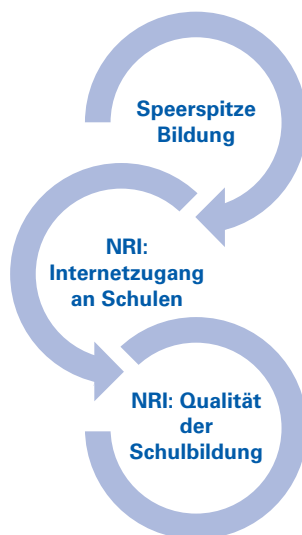 Speerspitze
Bildung
NRI:
Internetzugang
an Schulen
NRI: Qualität
der
Schulbildung